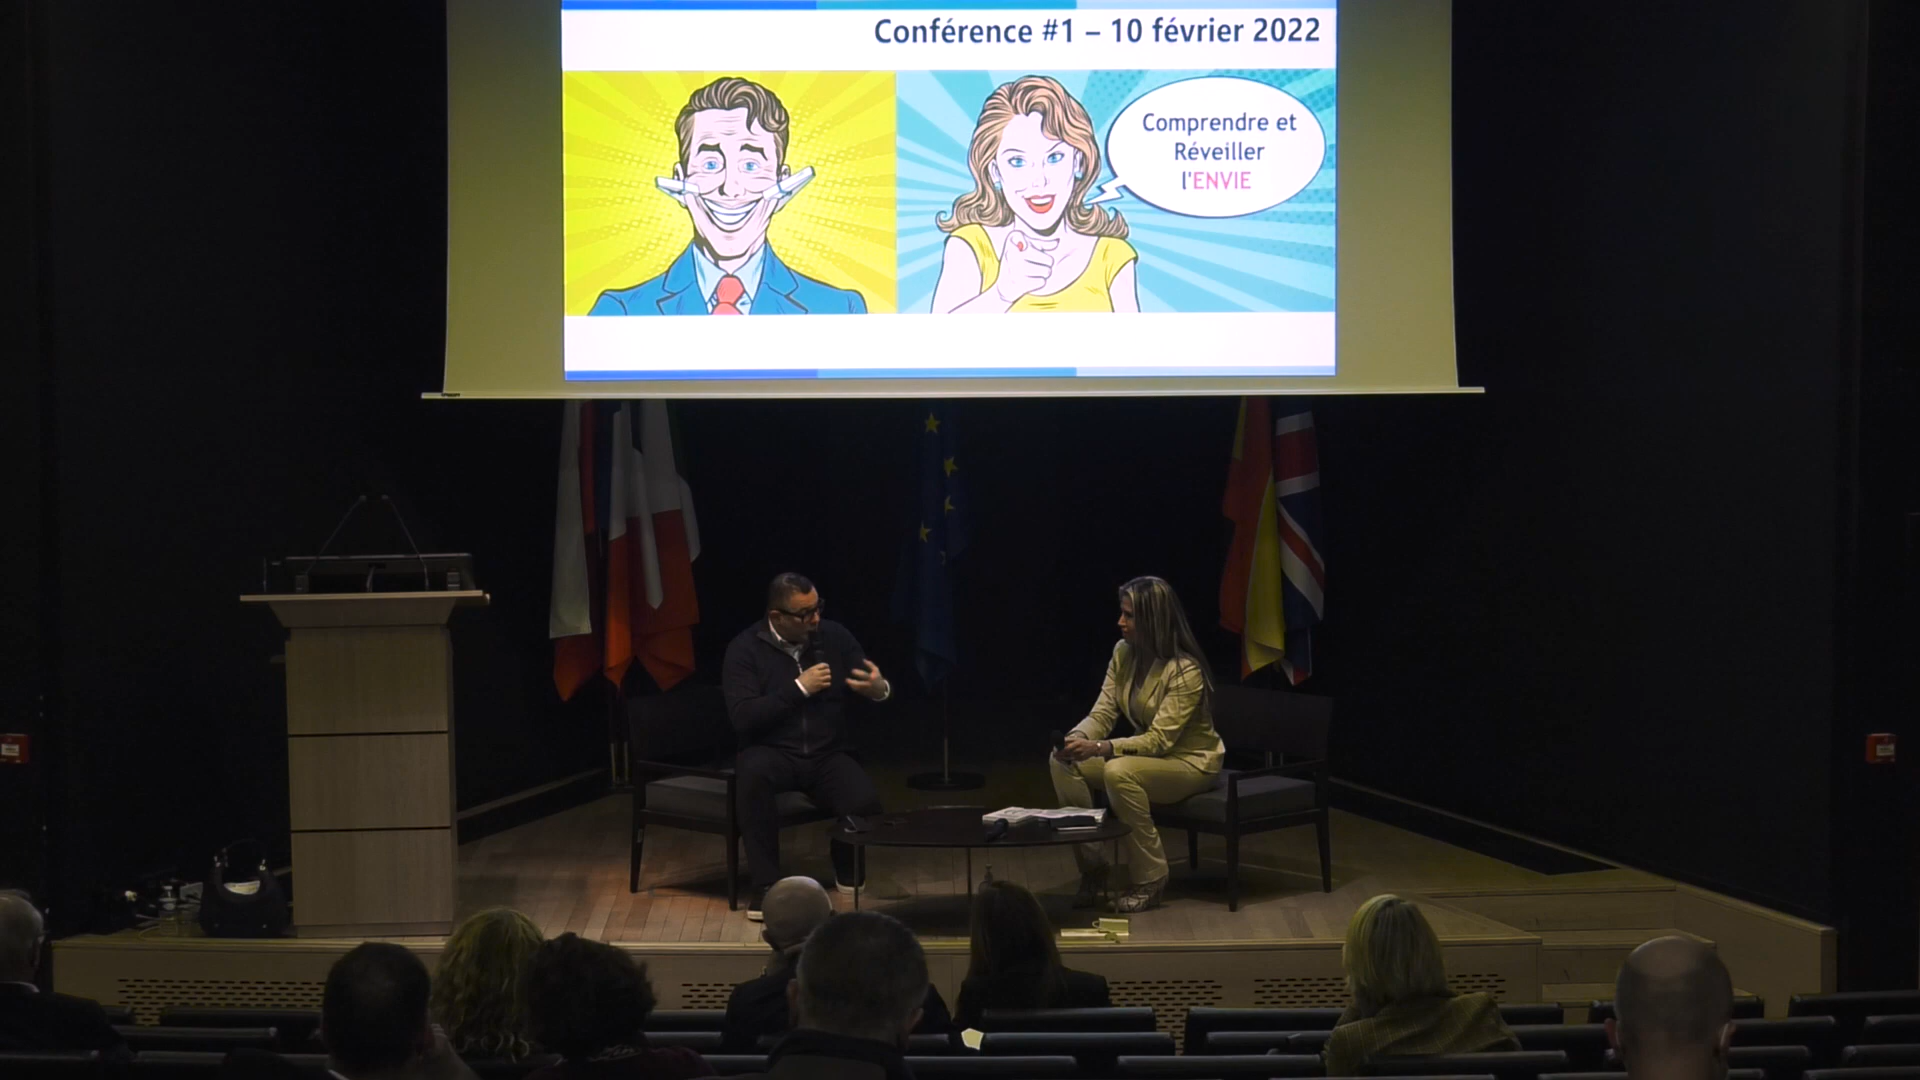 Conférence #1 – 10 février 2022
Comprendre et
Réveiller
l'ENVIE